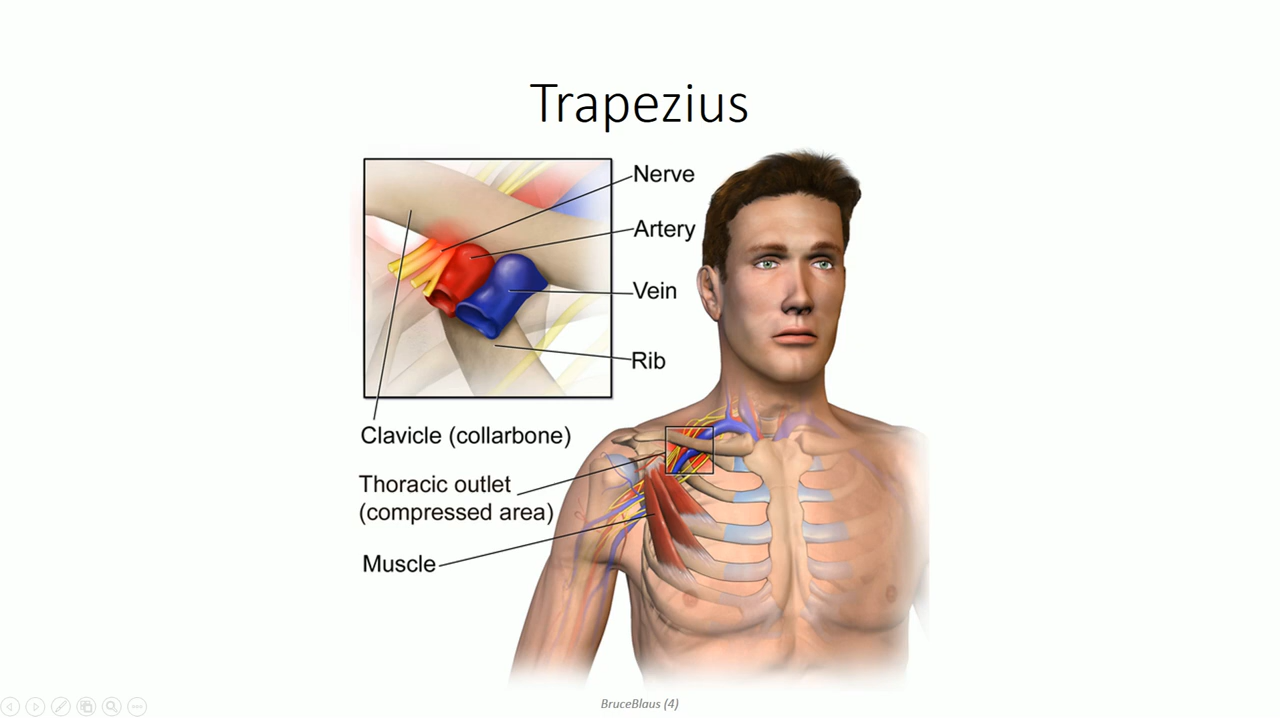 Trapezius
Nerve
Artery
Vein
Rib
Clavicle (collarbone)
Thoracic outlet
(compressed area)
Muscle
BruceBlaus (4)